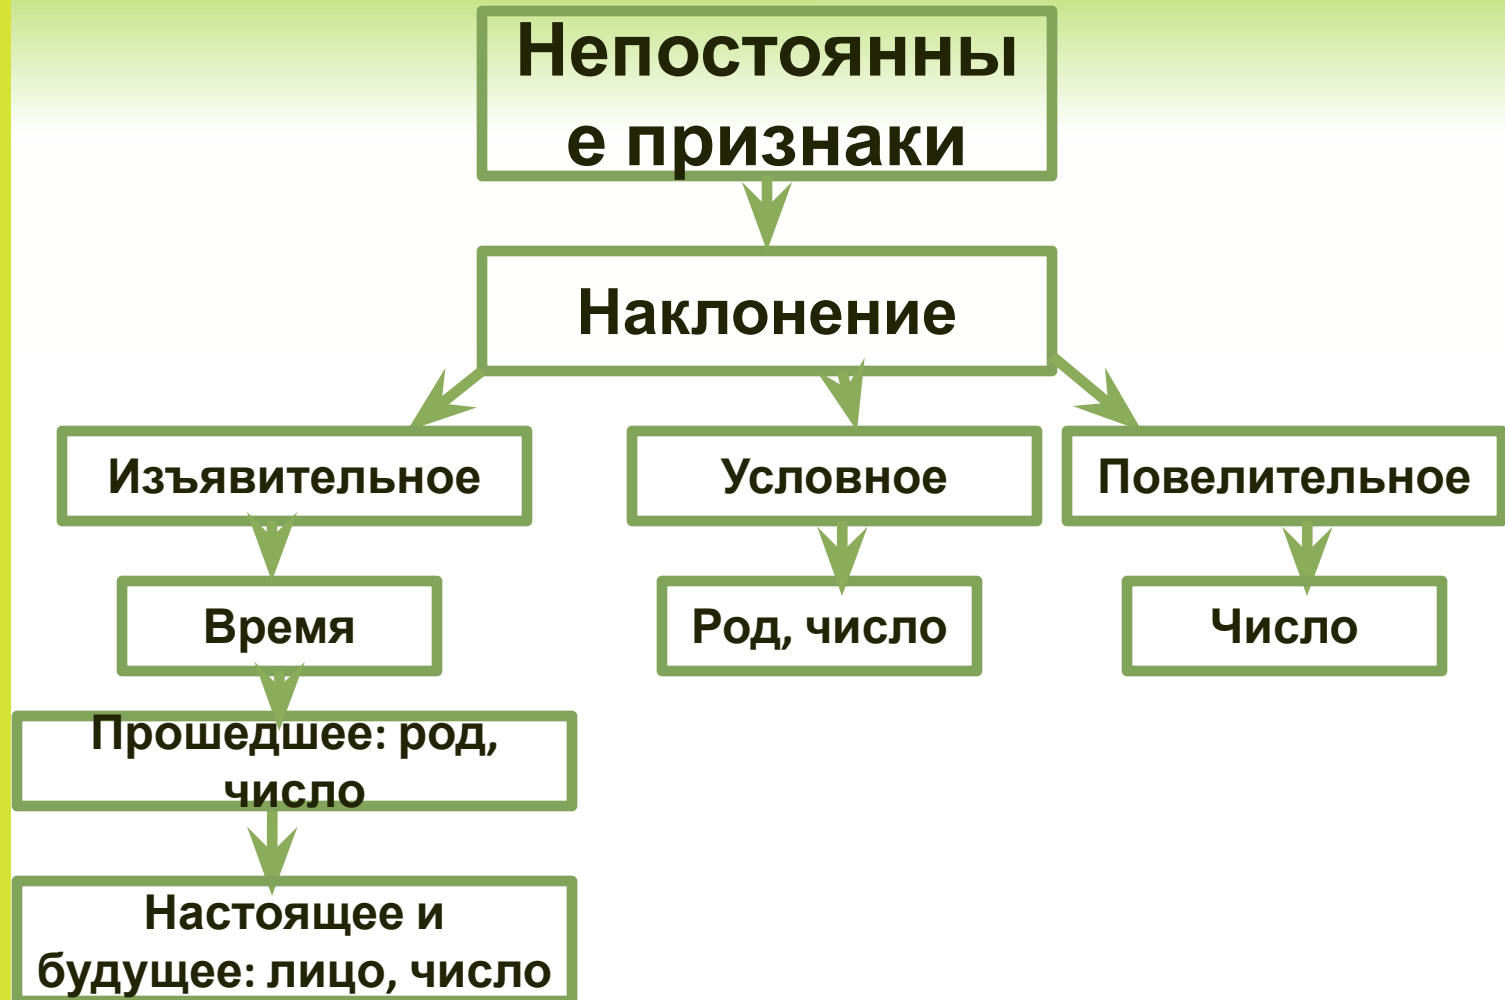 Непостоянны
е признаки
Наклонение
Изъявительное
Условное
Повелительное
Время
Род, число
Число
Прошедшее: род,
число
Настоящее и
будущее: лицо, число